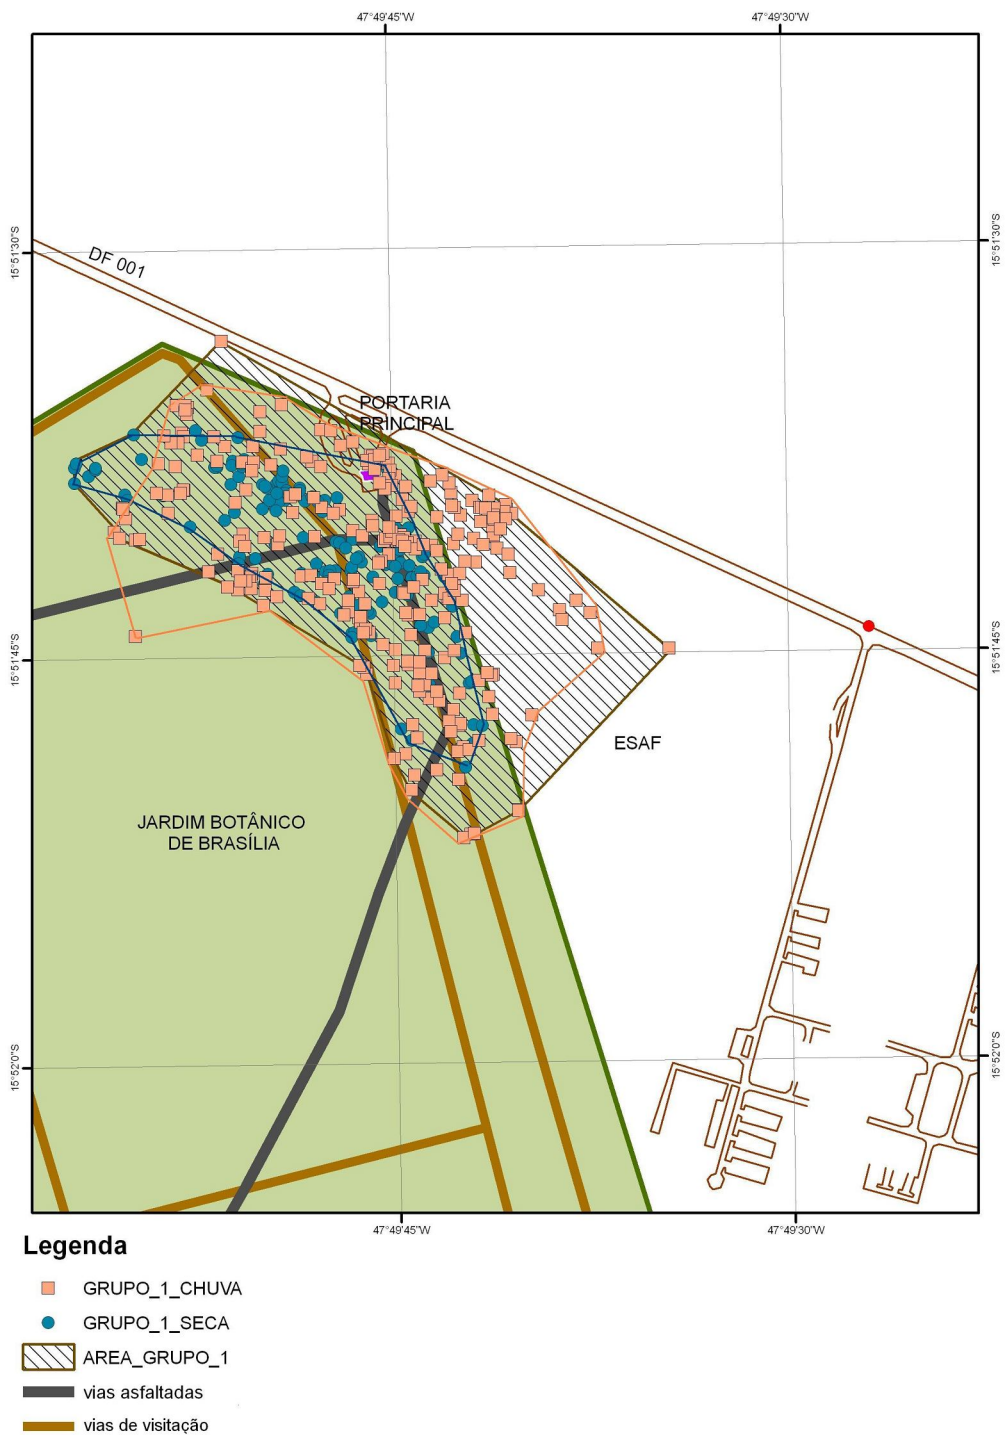 47°49'45"W
47°49'30"W
15°51'30"S
15°51'30"S
DF 001
PORTARIA
PRINCIPAL
15°51'45"S
15°51'45"S
ESAF
JARDIM BOTÂNICO
DE BRASÍLIA
15°52'0"S
15°52'0"S
47°49'45"W
47°49'30"W
Legenda
GRUPO_1_CHUVA
GRUPO_1_SECA
AREA_GRUPO_1
vias asfaltadas
vias de visitação